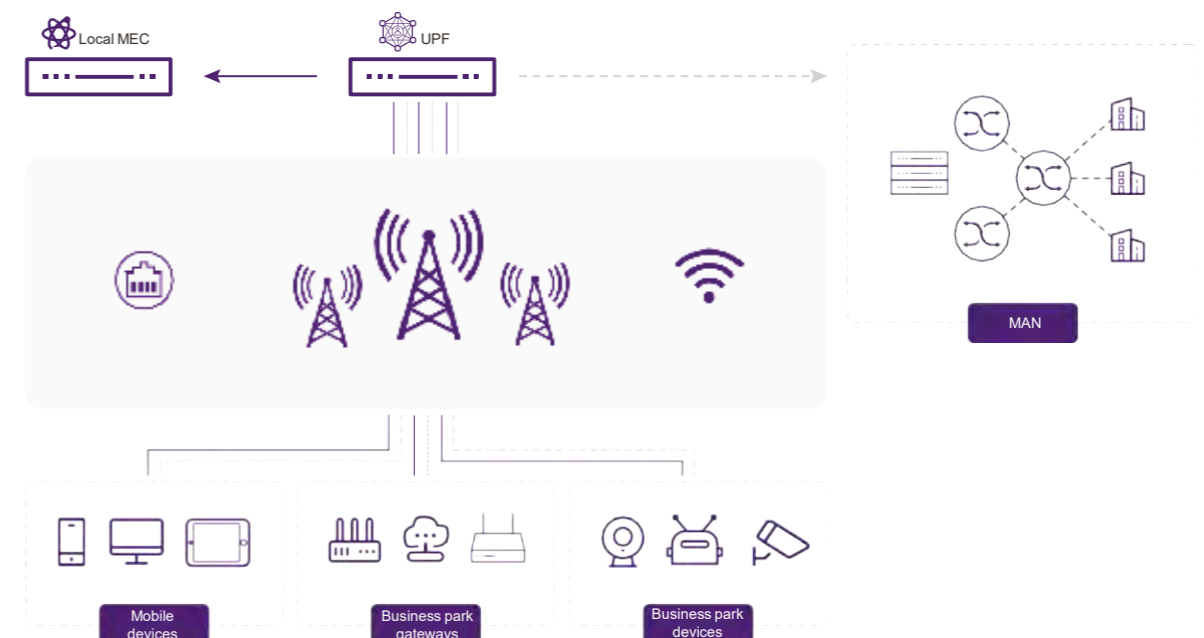 Local MEC
UPF
MAN
Mobile
devices
Business park
gateways
Business park
devices